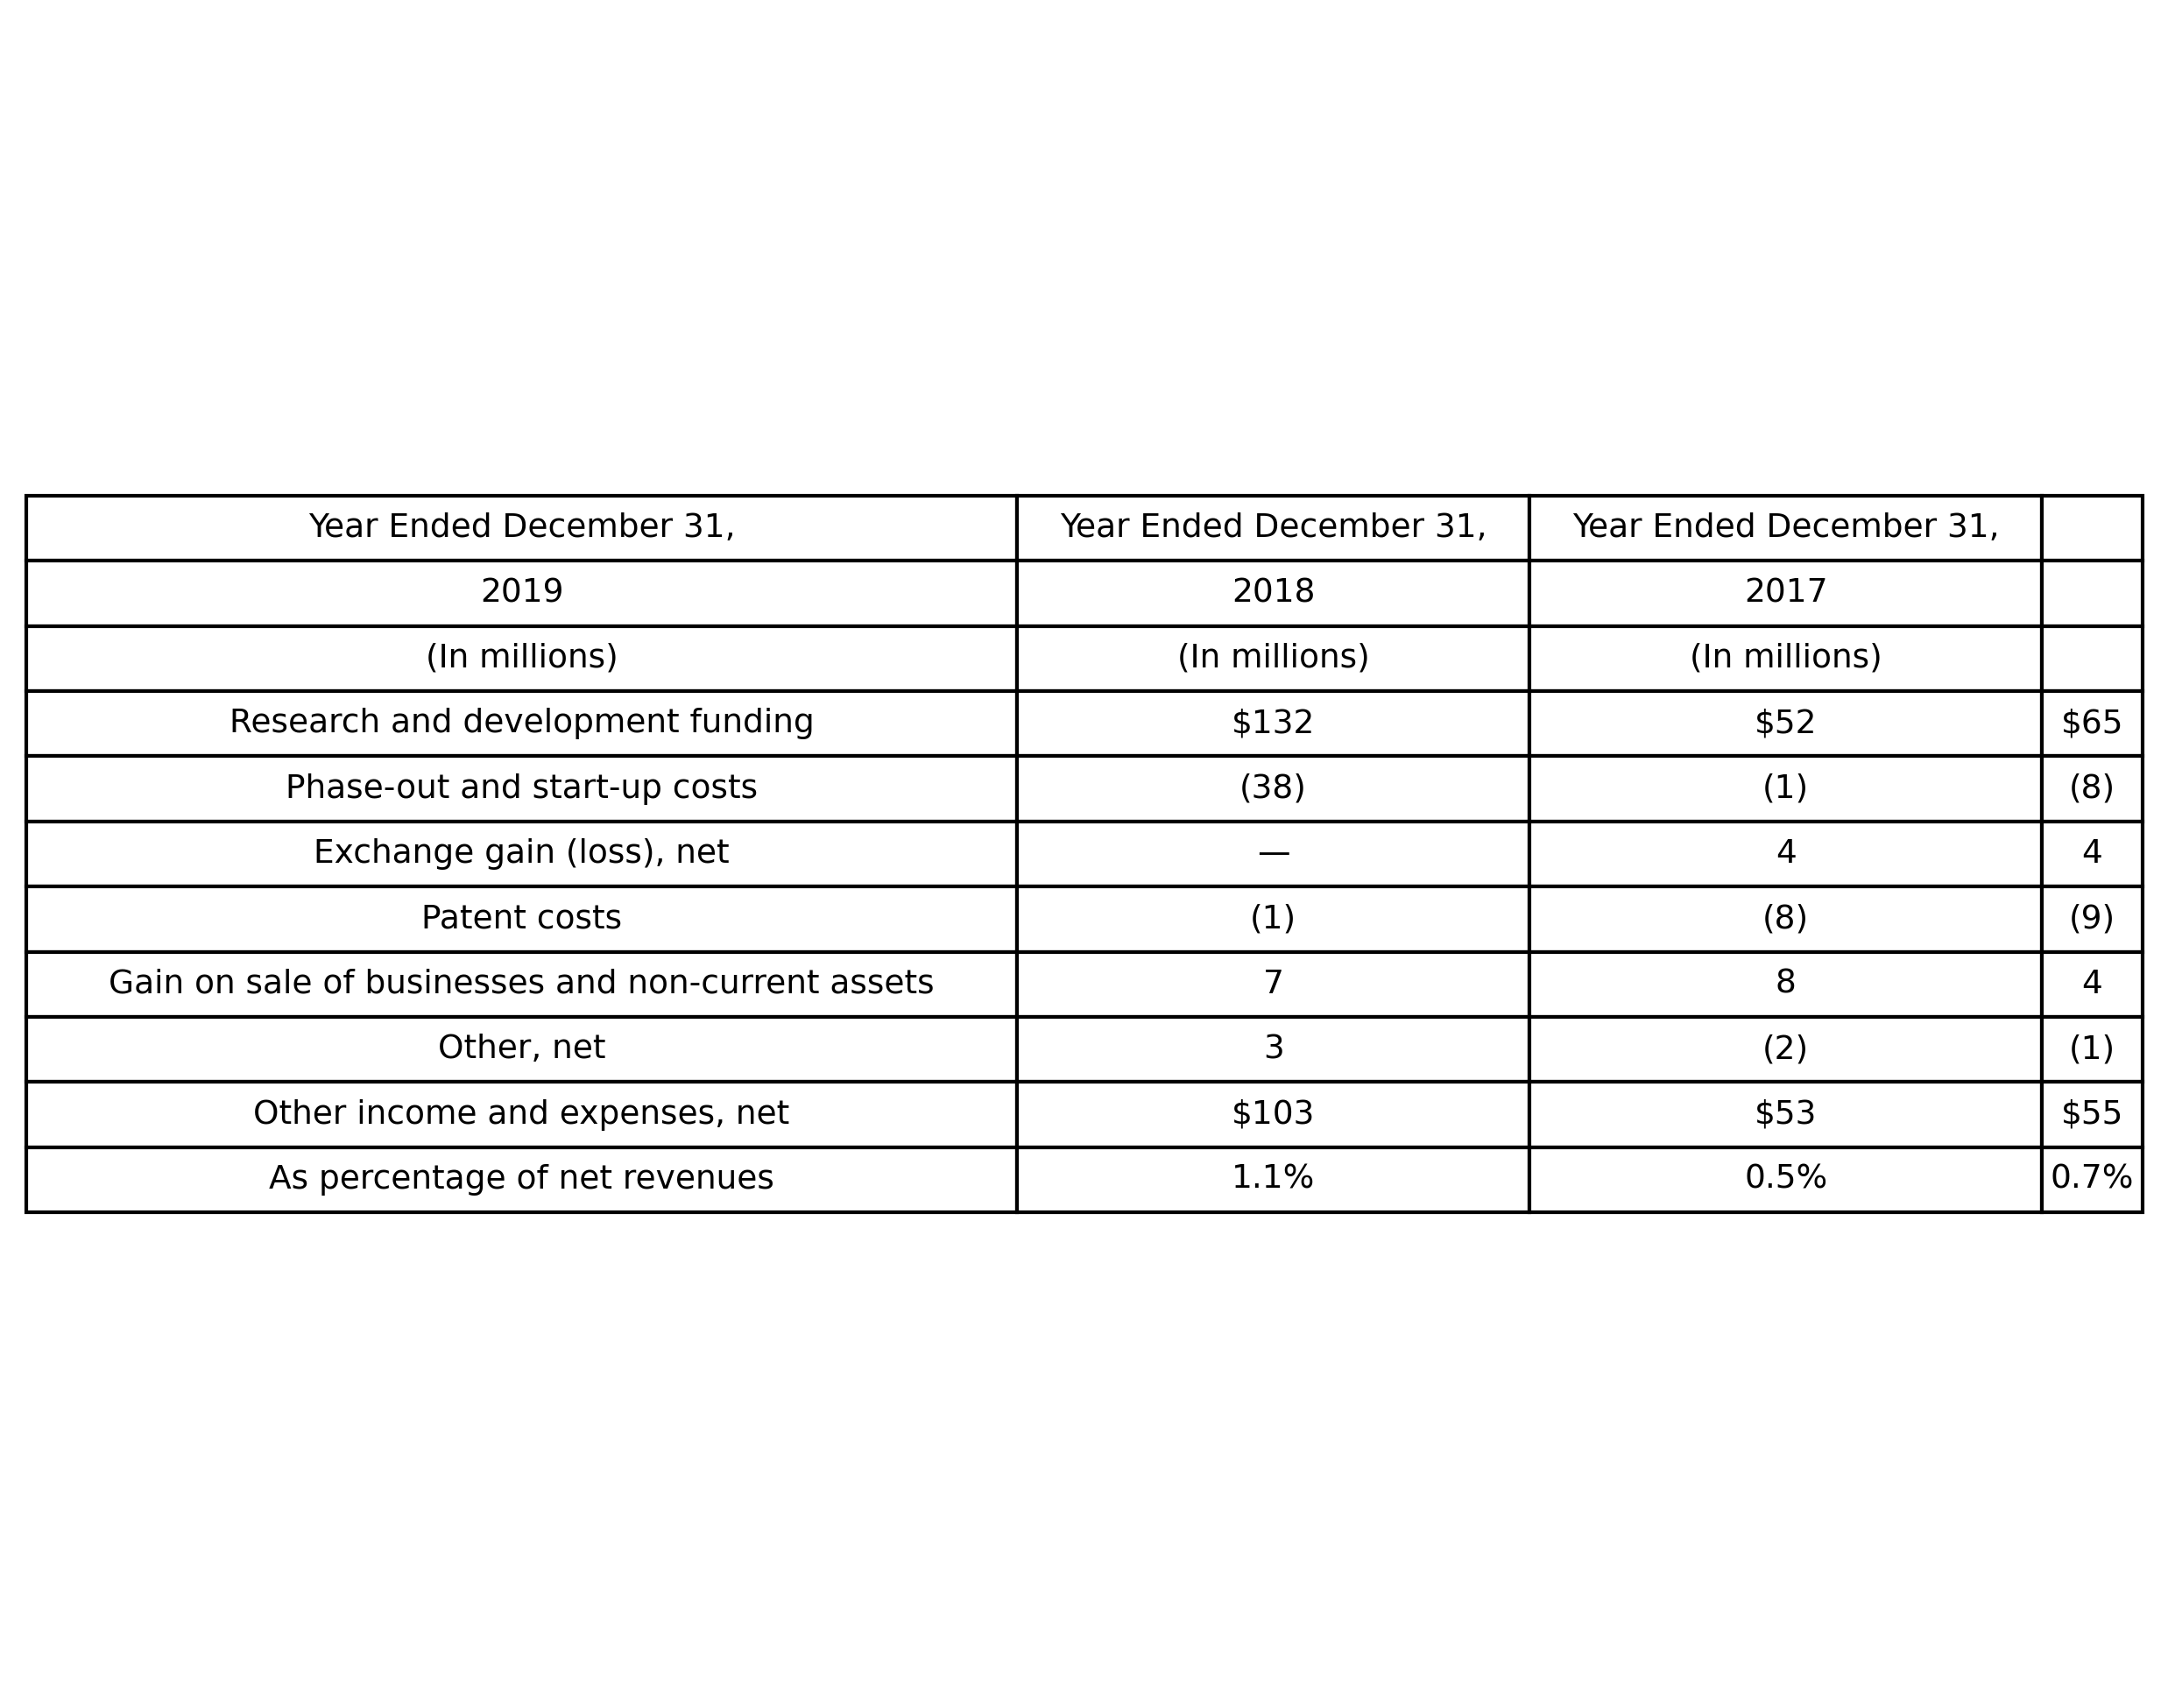 Year Ended December 31, Year Ended December 31, Year Ended December 31,
2019 2018 2017
(In millions) (In millions) (In millions)
Research and development funding $132 $52 $65
Phase-out and start-up costs (38) (1) (8)
Exchange gain (loss), net — 4 4
Patent costs (1) (8) (9)
Gain on sale of businesses and non-current assets 7 8 4
Other, net 3 (2) (1)
Other income and expenses, net $103 $53 $55
As percentage of net revenues 1.1% 0.5% 0.7%